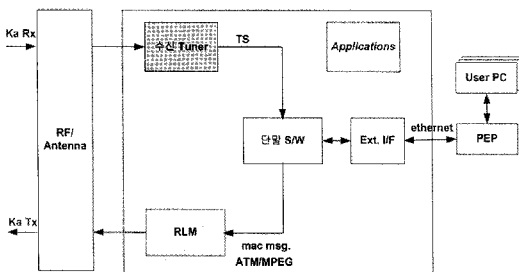 Ka Rx
수신 Tuner
TS
Applications
User PC
RF/
Antenna
단말 S/W
Ext. I/F
ethernet
PEP
Ka Tx
RLM
mac msg.
ATM/MPEG